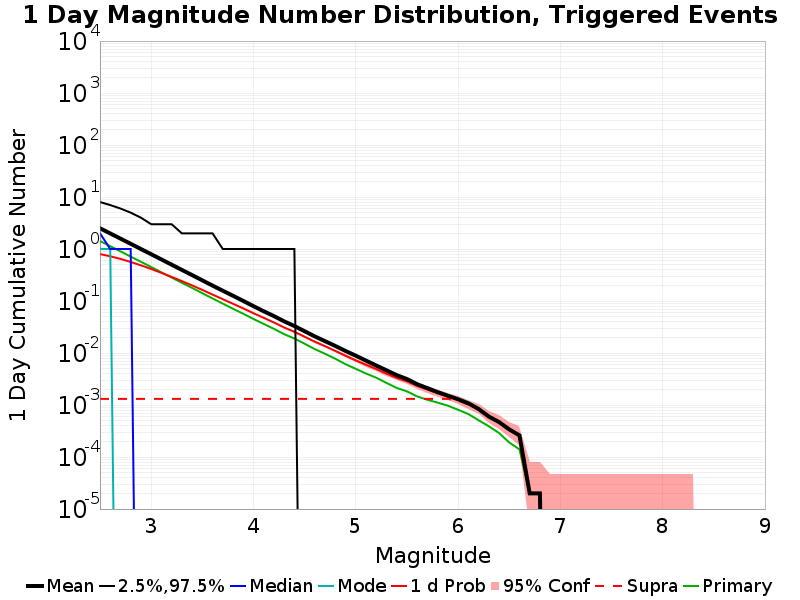 1 Day Magnitude Number Distribution, Triggered Events
1 Day Cumulative Number
10^4
10^3
10^2
10^1
10^0
10^-1
10^-2
10^-3
10^-4
10^-5
3 4 5 6 7 8 9
Magnitude
Mean 2.5%,97.5% Median Mode 1 d Prob 95% Conf Supra Primary